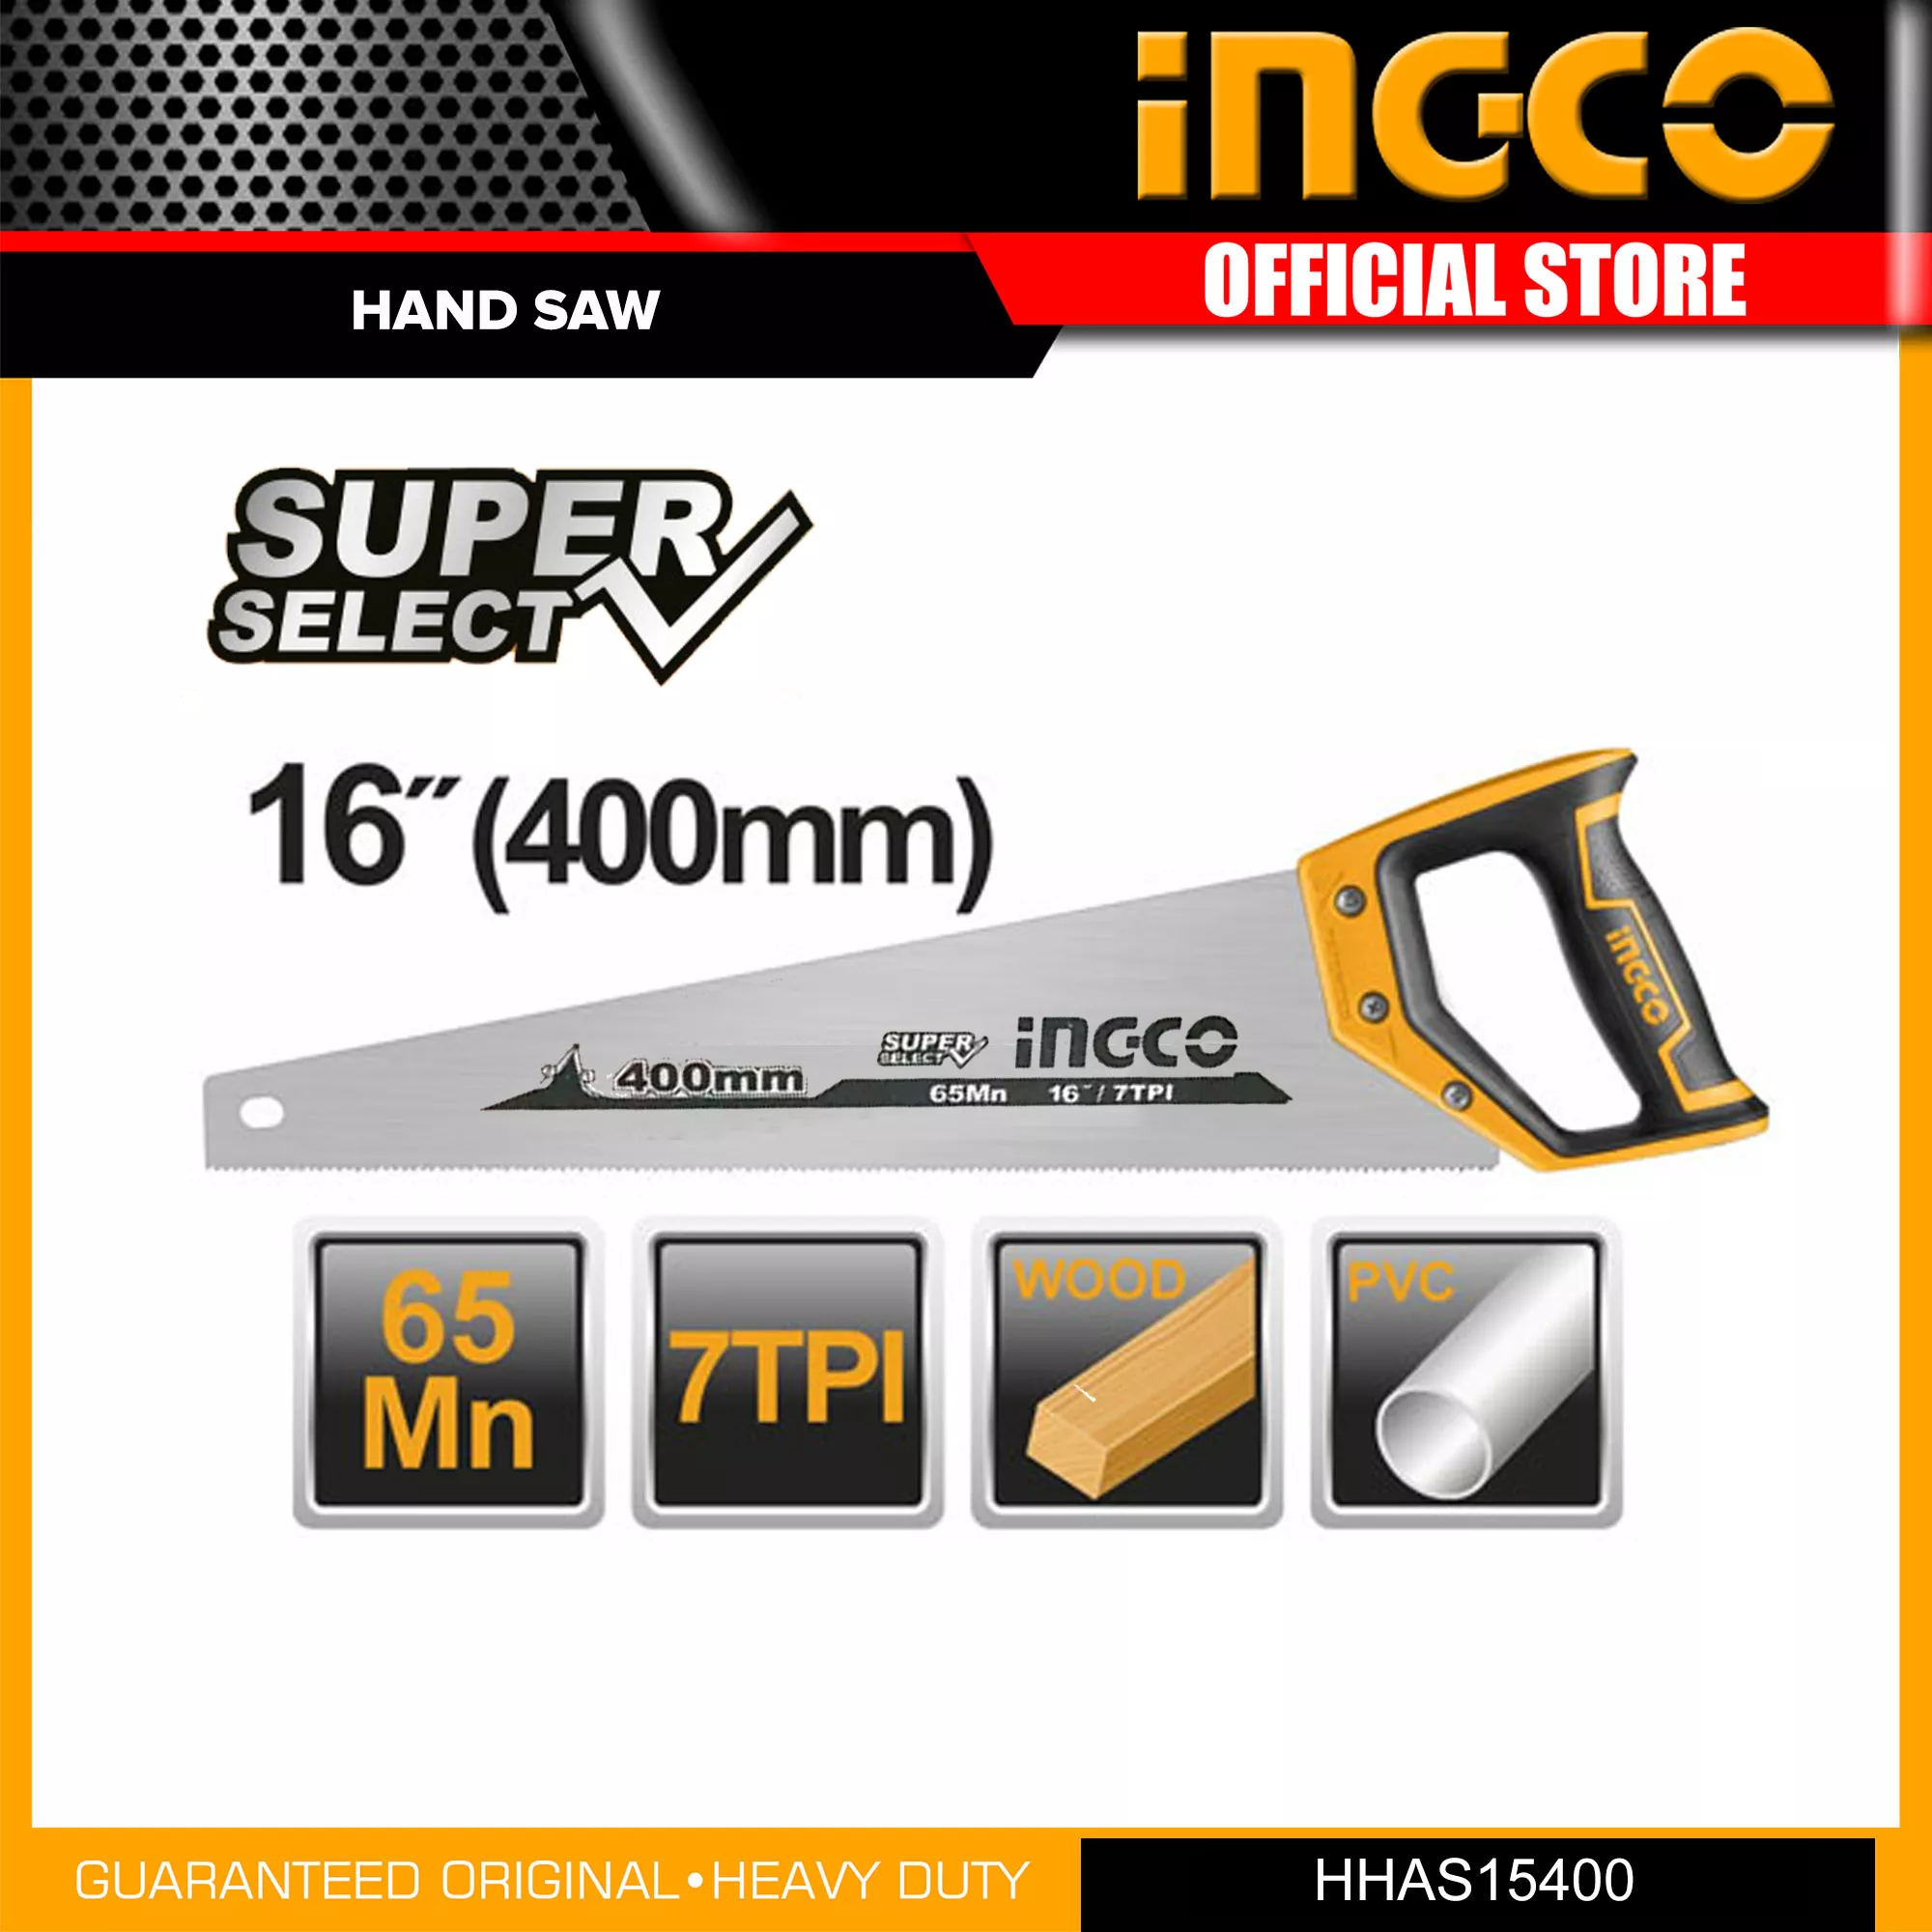 INGCO
OFFICIAL STORE
HAND SAW
SUPER
SELECT
16″ (400mm)
INGCO
400mm
SUPER
SELECT
INGCO
65Mn 16″ / 7TPI
65
Mn
7TPI
WOOD
PVC
GUARANTEED ORIGINAL•HEAVY DUTY
HHAS15400